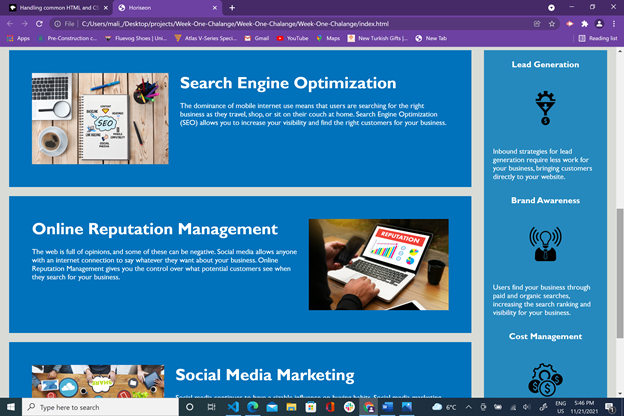 Handling common HTML and CS
Horiseon
File
C:/Users/mali_/Desktop/projects/Week-One-Chalange/Week-One-Chalange/Week-One-Chalange/index.html
Apps
Pre-Construction c...
Fluevog Shoes | Uni...
Atlas V-Series Speci...
Gmail
YouTube
Maps
New Turkish Gifts |...
New Tab
Reading list
Search Engine Optimization
The dominance of mobile internet use means that users are searching for the right
business as they travel, shop, or sit on their couch at home. Search Engine Optimization
(SEO) allows you to increase your visibility and find the right customers for your business.
SEO
Online Reputation Management
The web is full of opinions, and some of these can be negative. Social media allows anyone
with an internet connection to say whatever they want about your business. Online
Reputation Management gives you the control over what potential customers see when
they search for your business.
REPUTATION
Social Media Marketing
Social media continues to have a sizable influence on buying habits. Social media marketing
SHARE
Lead Generation
Inbound strategies for lead
generation require less work for
your business, bringing customers
directly to your website.
Brand Awareness
Users find your business through
paid and organic searches,
increasing the search ranking and
visibility for your business.
Cost Management
Type here to search
6°C
ENG
US
5:46 PM
11/21/2021